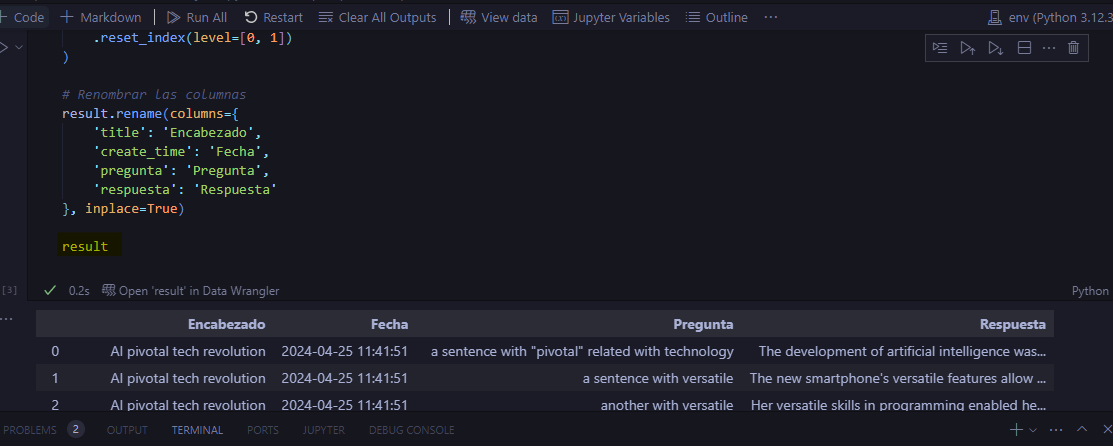 Code + Markdown Run All Restart Clear All Outputs View data Jupyter Variables Outline ... env (Python 3.12.3
.reset_index(level=[0, 1])
)
# Renombrar las columnas
result.rename(columns={
'title': 'Encabezado',
'create_time': 'Fecha',
'pregunta': 'Pregunta',
'respuesta': 'Respuesta'
}, inplace=True)
result
[3] 0.2s Open 'result' in Data Wrangler Python
Encabezado Fecha Pregunta Respuesta
0 AI pivotal tech revolution 2024-04-25 11:41:51 a sentence with "pivotal" related with technology The development of artificial intelligence was...
1 AI pivotal tech revolution 2024-04-25 11:41:51 a sentence with versatile The new smartphone's versatile features allow ...
2 AI pivotal tech revolution 2024-04-25 11:41:51 another with versatile Her versatile skills in programming enabled he...
PROBLEMS 2 OUTPUT TERMINAL PORTS JUPYTER DEBUG CONSOLE